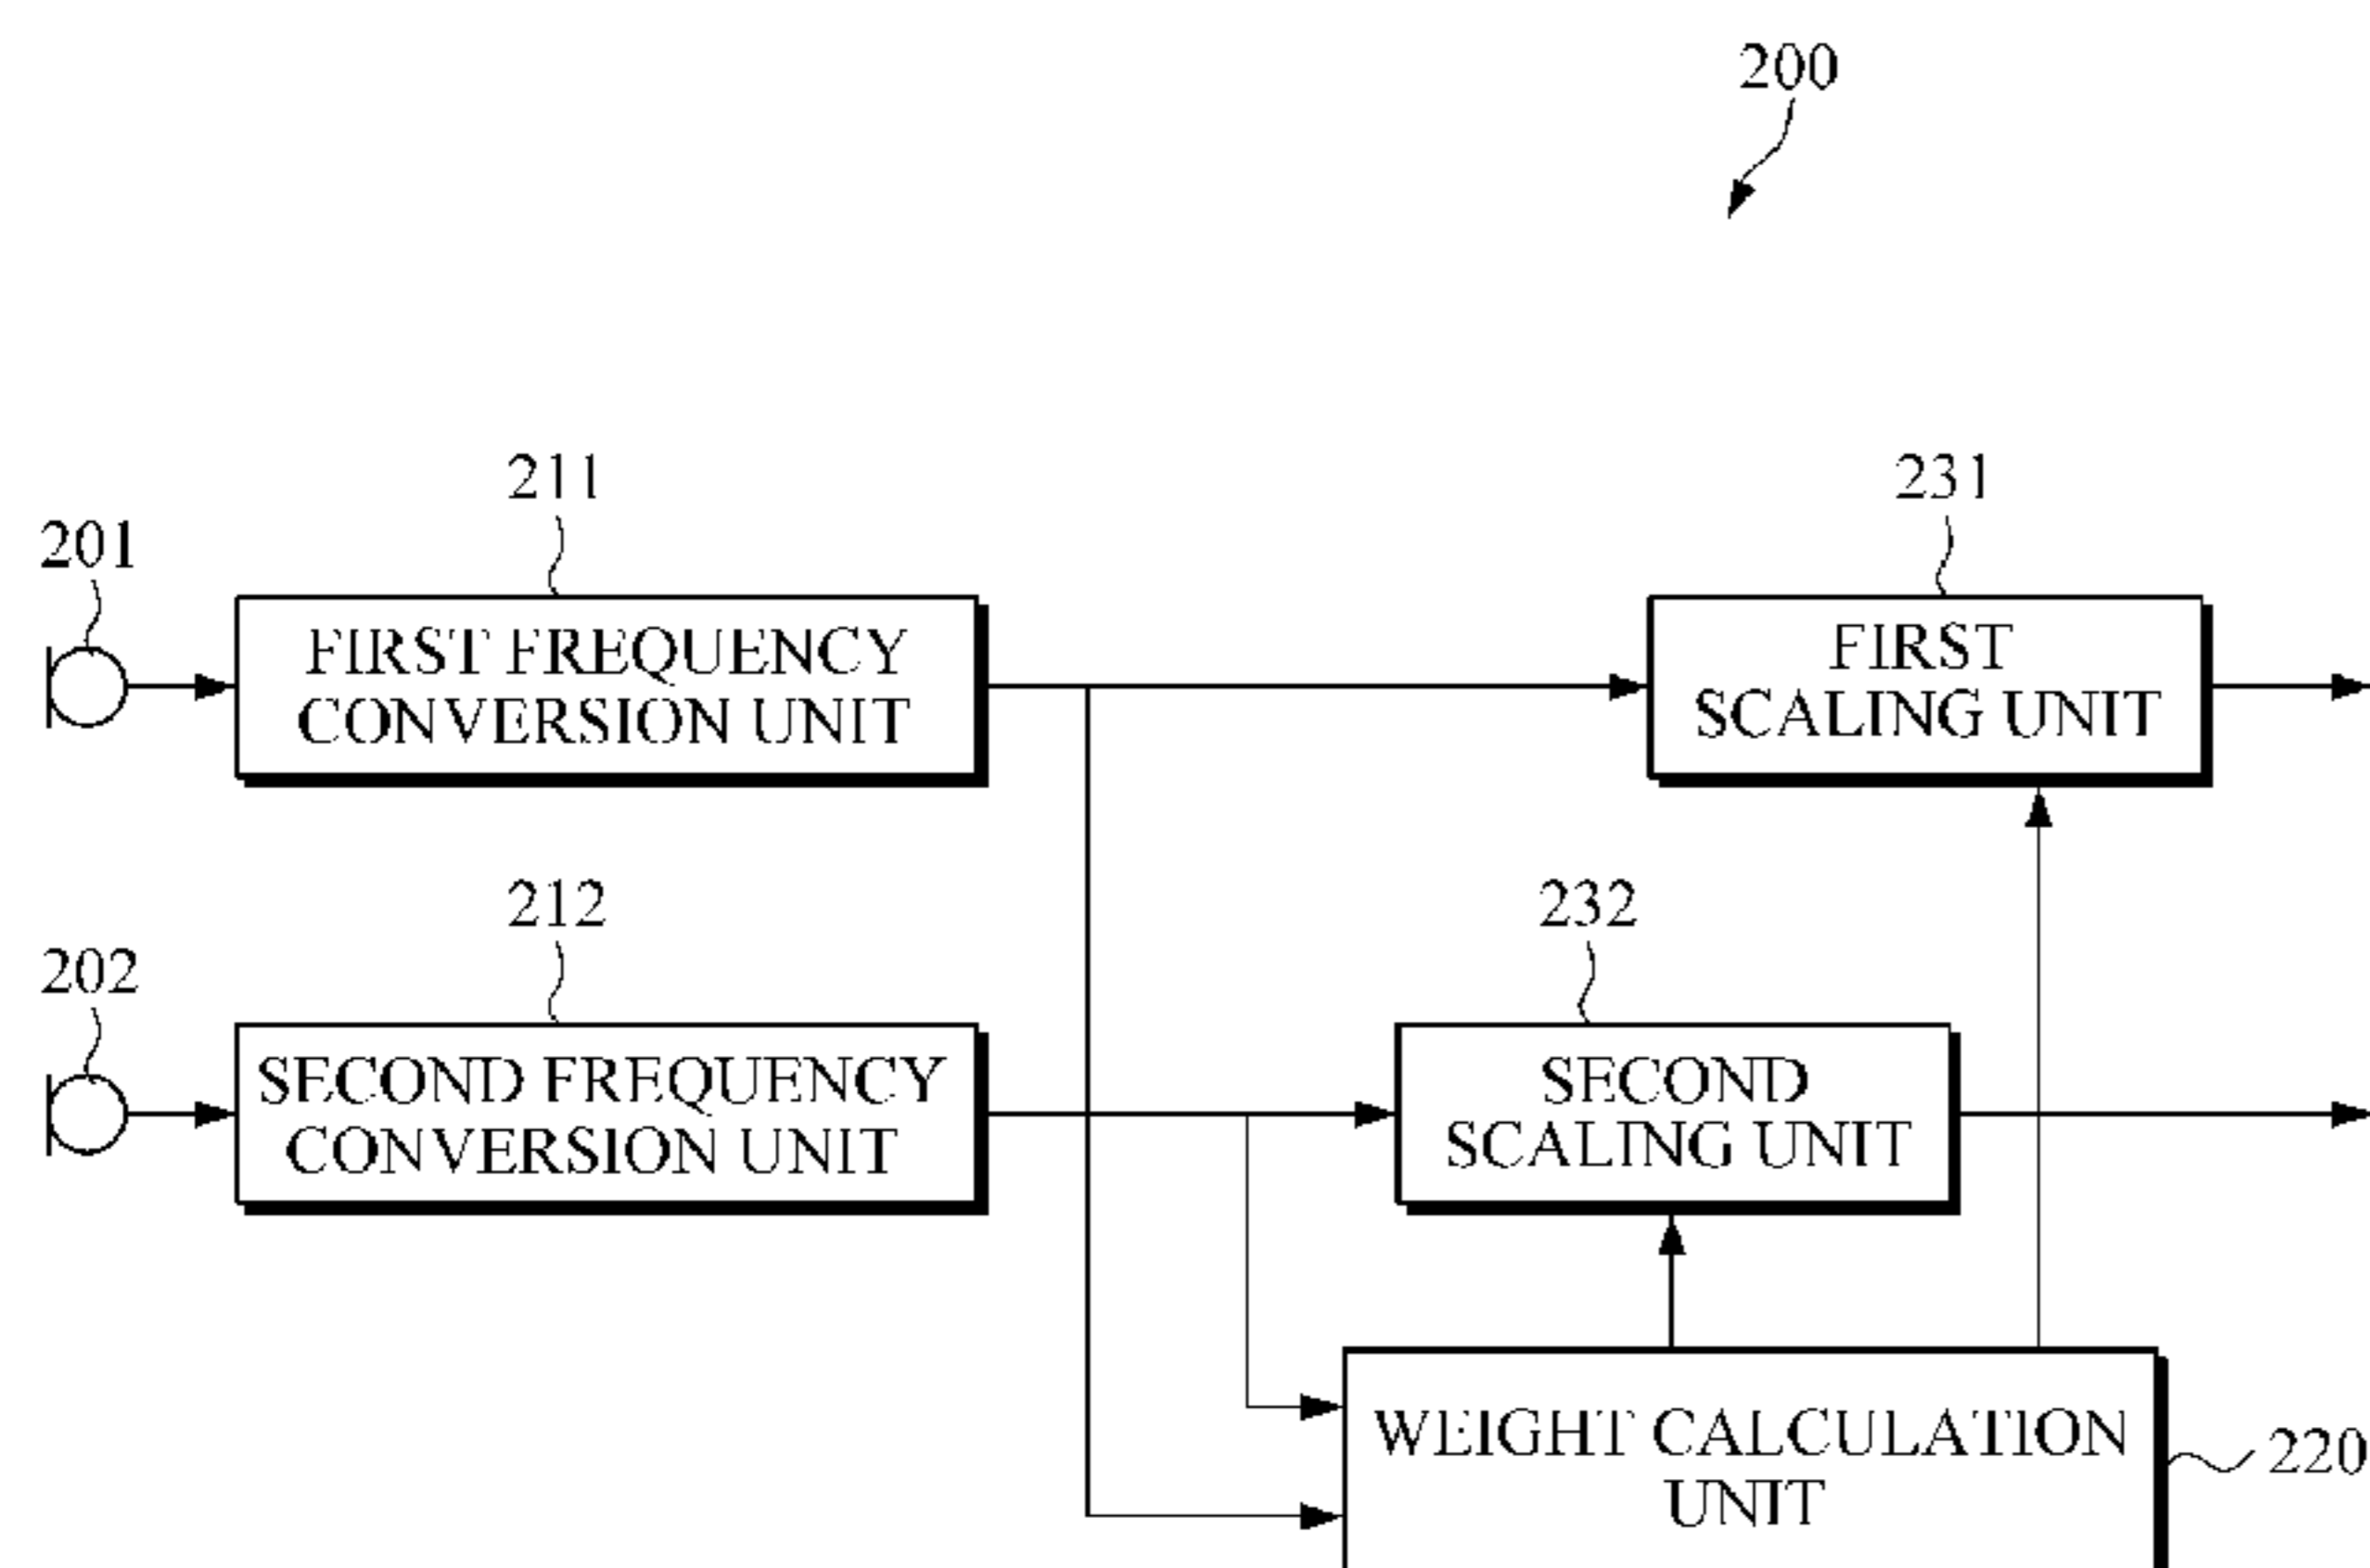 200
211
231
201
FIRST FREQUENCY
CONVERSION UNIT
FIRST
SCALING UNIT
212
232
202
SECOND FREQUENCY
CONVERSION UNIT
SECOND
SCALING UNIT
WEIGHT CALCULATION
UNIT
220